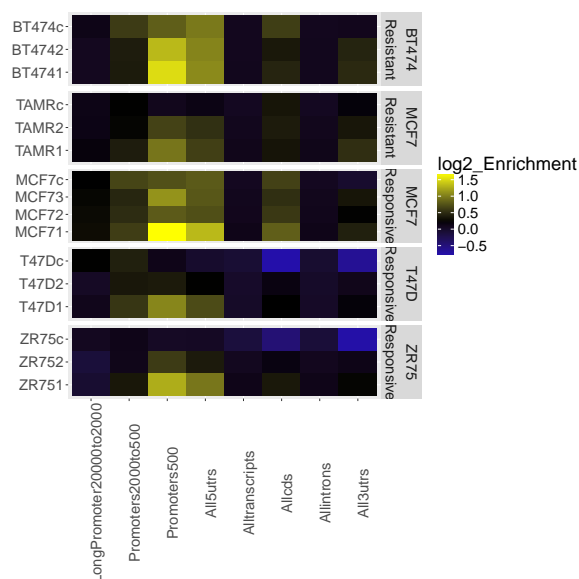 BT474c
BT4742
BT4741
BT474
Resistant
TAMRc
TAMR2
TAMR1
MCF7
Resistant
MCF7c
MCF73
MCF72
MCF71
MCF7
Responsive
T47Dc
T47D2
T47D1
T47D
Responsive
ZR75c
ZR752
ZR751
ZR75
Responsive
LongPromoter20000to2000
Promoters2000to500
Promoters500
All5utrs
Alltranscripts
Allcds
Allintrons
All3utrs
log2_Enrichment
1.5
1.0
0.5
0.0
−0.5